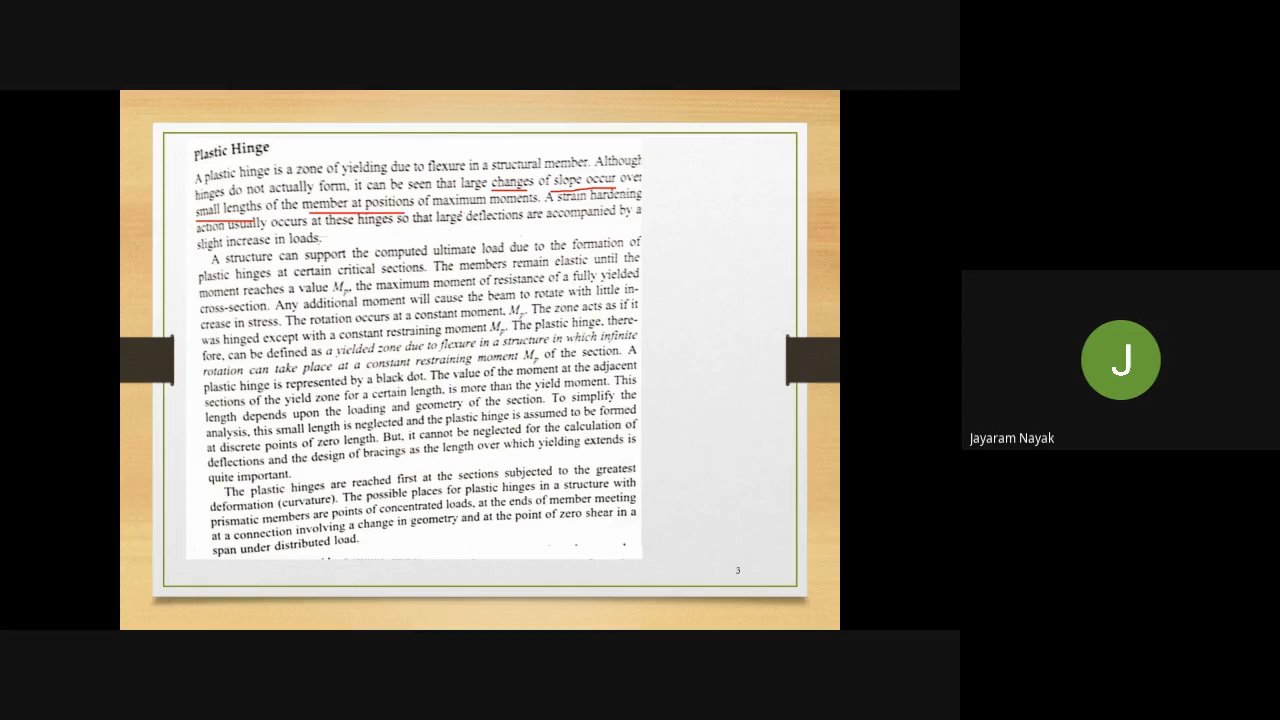 Plastic Hinge
A plastic hinge is a zone of yielding due to flexure in a structural member. Although
hinges do not actually form, it can be seen that large changes of slope occur over
small lengths of the member at positions of maximum moments. A strain hardening
action usually occurs at these hinges so that large deflections are accompanied by a
slight increase in loads.
A structure can support the computed ultimate load due to the formation of
plastic hinges at certain critical sections. The members remain elastic until the
moment reaches a value Mp, the maximum moment of resistance of a fully yielded
cross-section. Any additional moment will cause the beam to rotate with little in-
crease in stress. The rotation occurs at a constant moment, Mp. The zone acts as if it
was hinged except with a constant restraining moment Mp. The plastic hinge, there-
fore, can be defined as a yielded zone due to flexure in a structure in which infinite
rotation can take place at a constant restraining moment Mp of the section. A
plastic hinge is represented by a black dot. The value of the moment at the adjacent
sections of the yield zone for a certain length, is more than the yield moment. This
length depends upon the loading and geometry of the section. To simplify the
analysis, this small length is neglected and the plastic hinge is assumed to be formed
at discrete points of zero length. But, it cannot be neglected for the calculation of
deflections and the design of bracings as the length over which yielding extends is
quite important.
The plastic hinges are reached first at the sections subjected to the greatest
deformation (curvature). The possible places for plastic hinges in a structure with
prismatic members are points of concentrated loads, at the ends of member meeting
at a connection involving a change in geometry and at the point of zero shear in a
span under distributed load.
3
J
Jayaram Nayak